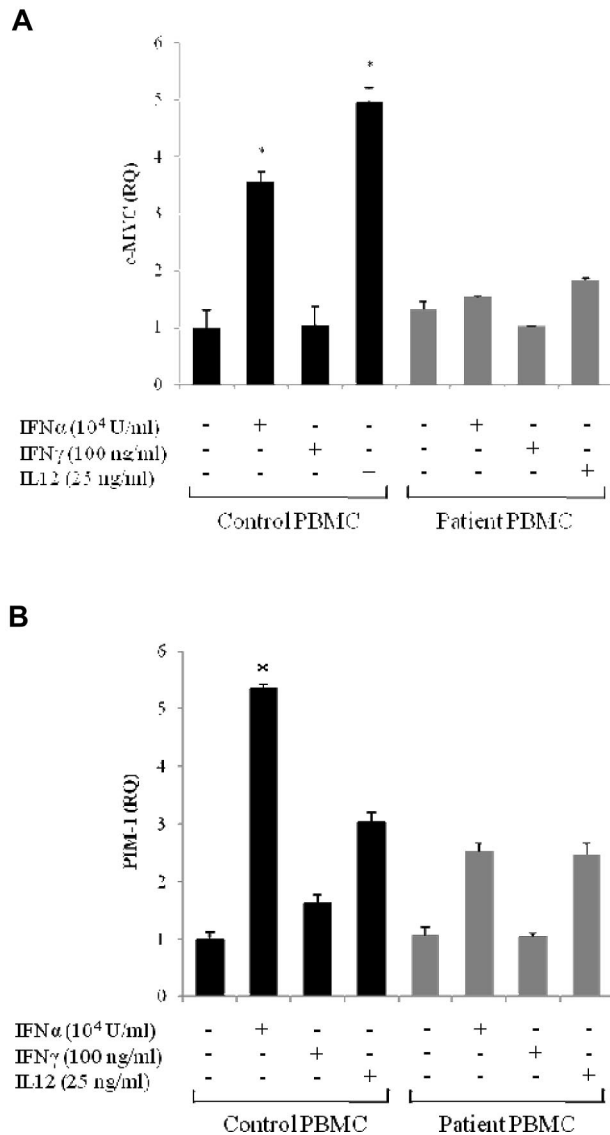 A
*
*
6
5
4
3
2
1
0
c-MYC (RQ)
IFNα (10⁴ U/ml) - + - - - + - -
IFNγ (100 ng/ml) - - + - - - + -
IL12 (25 ng/ml) - - - – - - - +
Control PBMC Patient PBMC
B
*
6
5
4
3
2
1
0
PIM-1 (RQ)
IFNα (10⁴ U/ml) - + - - - + - -
IFNγ (100 ng/ml) - - + - - - + -
IL12 (25 ng/ml) - - - + - - - +
Control PBMC Patient PBMC